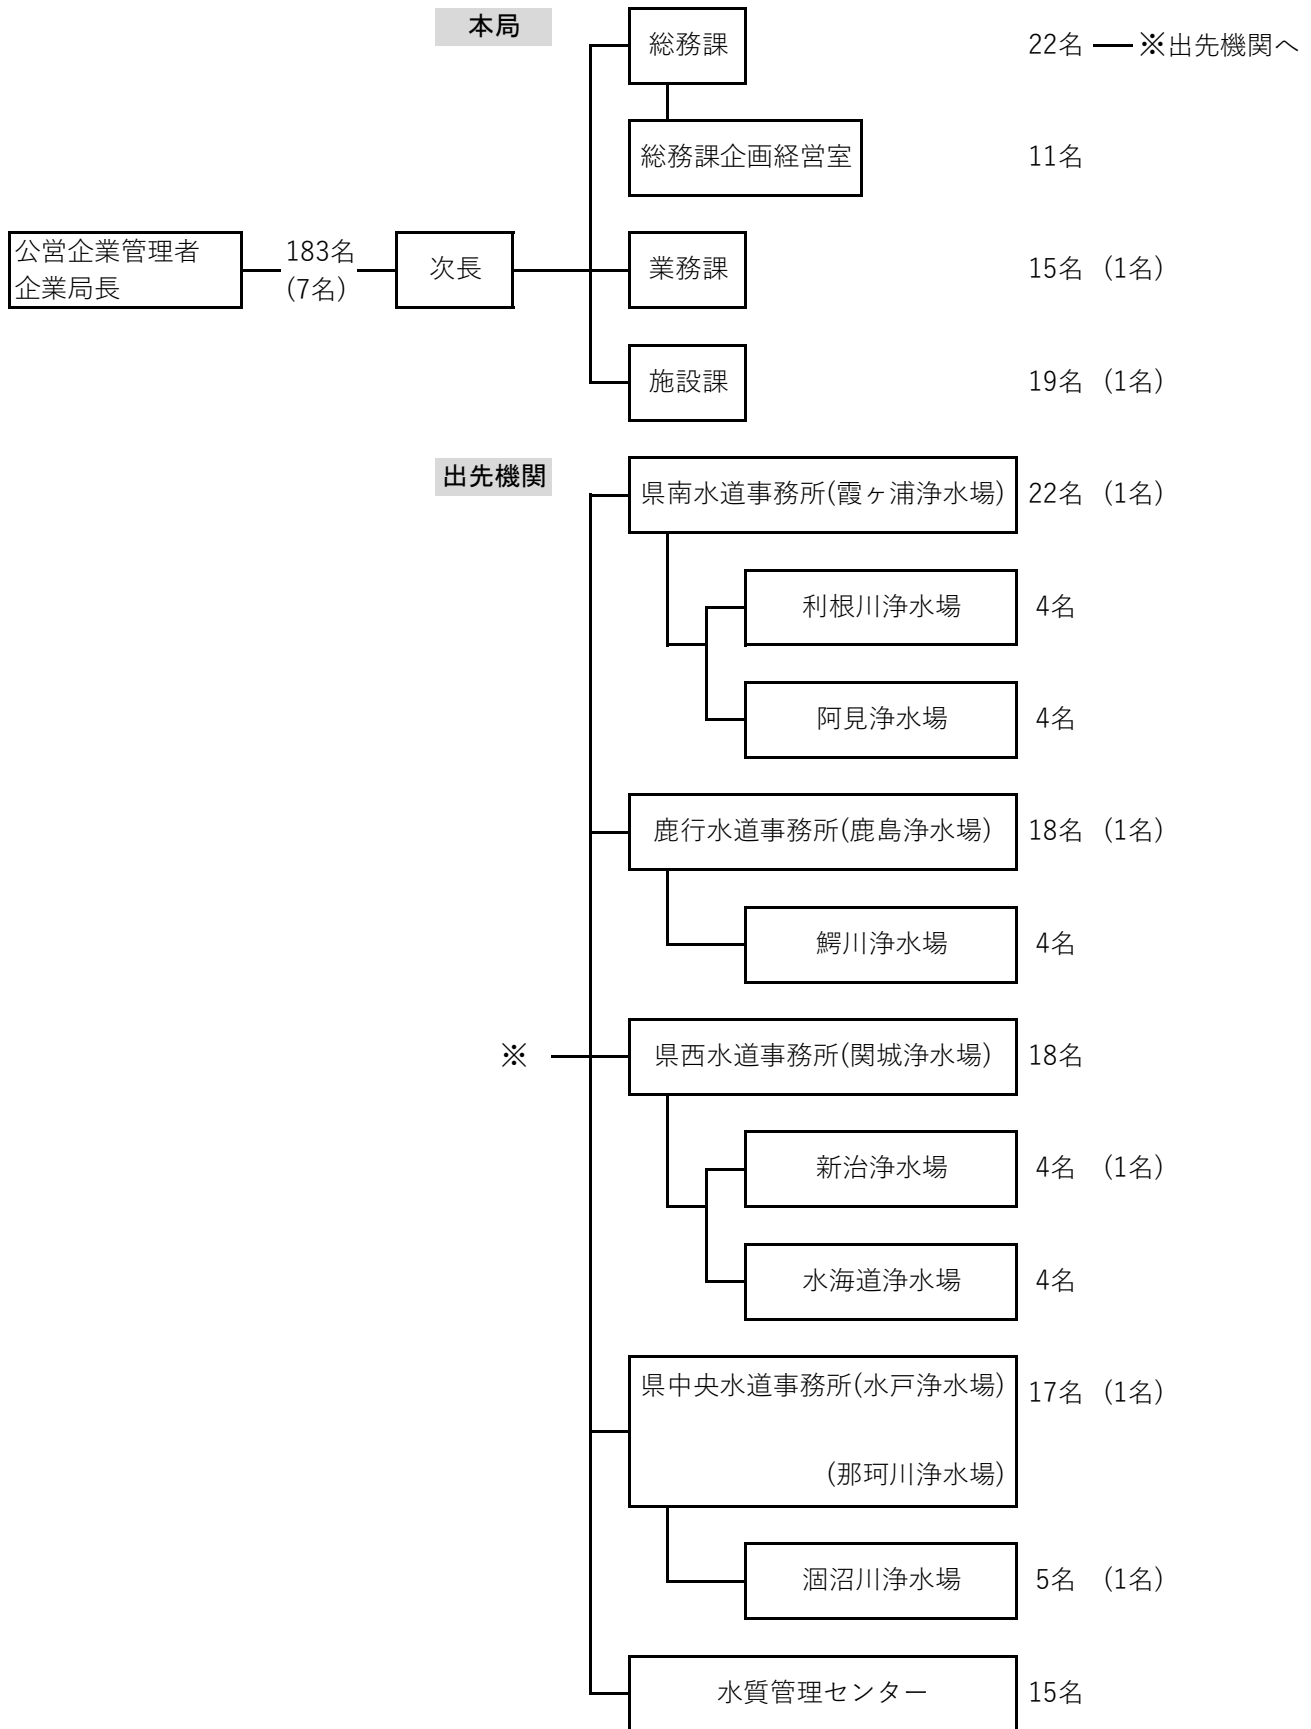 本局
総務課 22名 ※出先機関へ
総務課企画経営室 11名
公営企業管理者
企業局長
183名
(7名)
次長
業務課 15名 (1名)
施設課 19名 (1名)
出先機関
県南水道事務所(霞ヶ浦浄水場) 22名 (1名)
利根川浄水場 4名
阿見浄水場 4名
鹿行水道事務所(鹿島浄水場) 18名 (1名)
鰐川浄水場 4名
※
県西水道事務所(関城浄水場) 18名
新治浄水場 4名 (1名)
水海道浄水場 4名
県中央水道事務所(水戸浄水場) 17名 (1名)
(那珂川浄水場)
涸沼川浄水場 5名 (1名)
水質管理センター 15名